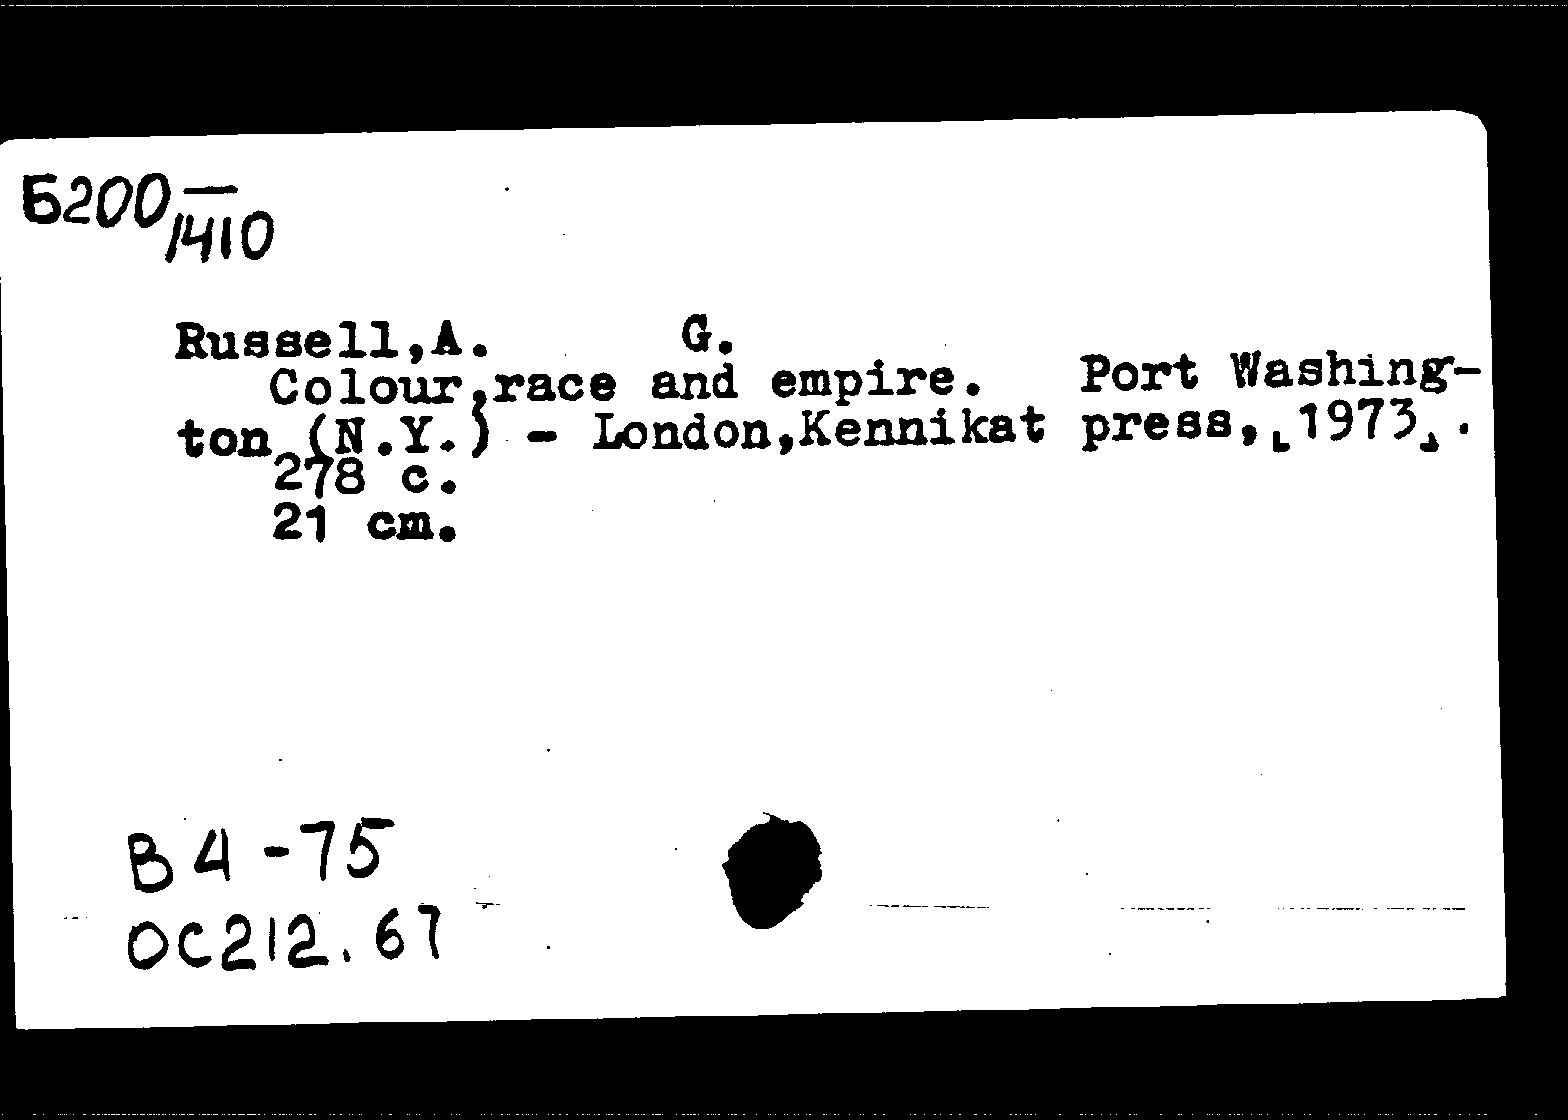 Б200—
/1410
Russell,A. G.
Colour,race and empire. Port Washing-
ton (N.Y.) - London,Kennikat press,[1973].
278 c.
21 cm.
B4-75
OC212.67